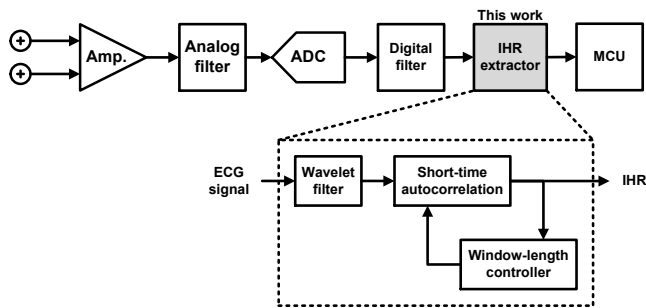 This work
Amp.
Analog
filter
ADC
Digital
filter
IHR
extractor
MCU
ECG
signal
Wavelet
filter
Short-time
autocorrelation
IHR
Window-length
controller